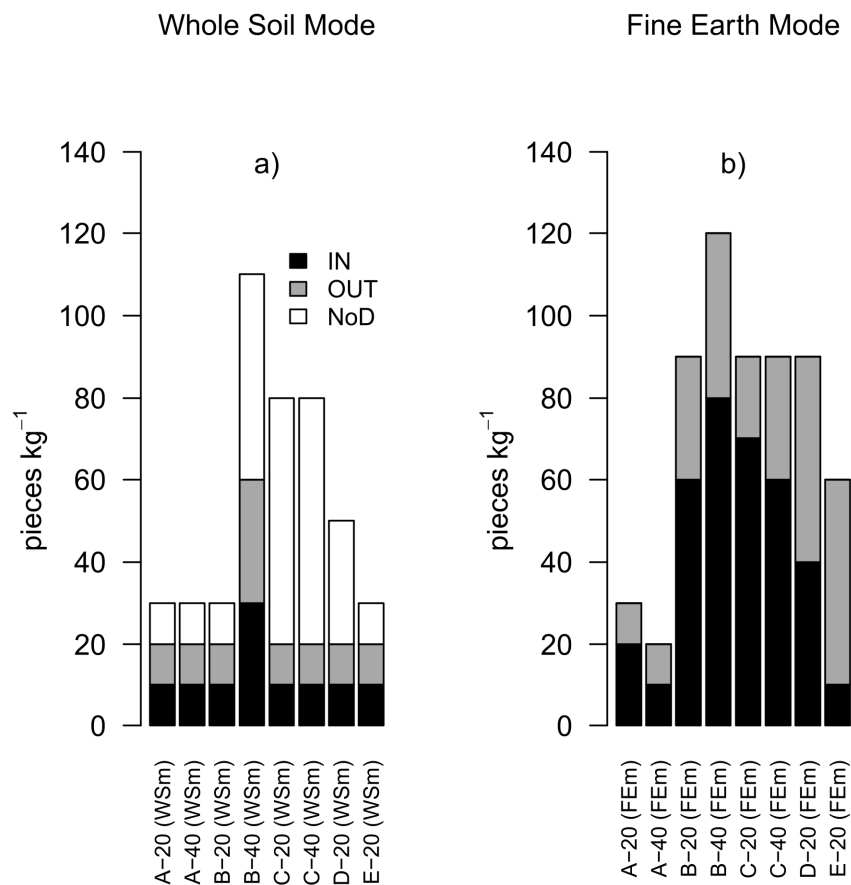 Whole Soil Mode
Fine Earth Mode
a)
b)
140
120
100
80
60
40
20
0
pieces kg⁻¹
IN
OUT
NoD
A−20 (WSm)
A−40 (WSm)
B−20 (WSm)
B−40 (WSm)
C−20 (WSm)
C−40 (WSm)
D−20 (WSm)
E−20 (WSm)
140
120
100
80
60
40
20
0
pieces kg⁻¹
A−20 (FEm)
A−40 (FEm)
B−20 (FEm)
B−40 (FEm)
C−20 (FEm)
C−40 (FEm)
D−20 (FEm)
E−20 (FEm)